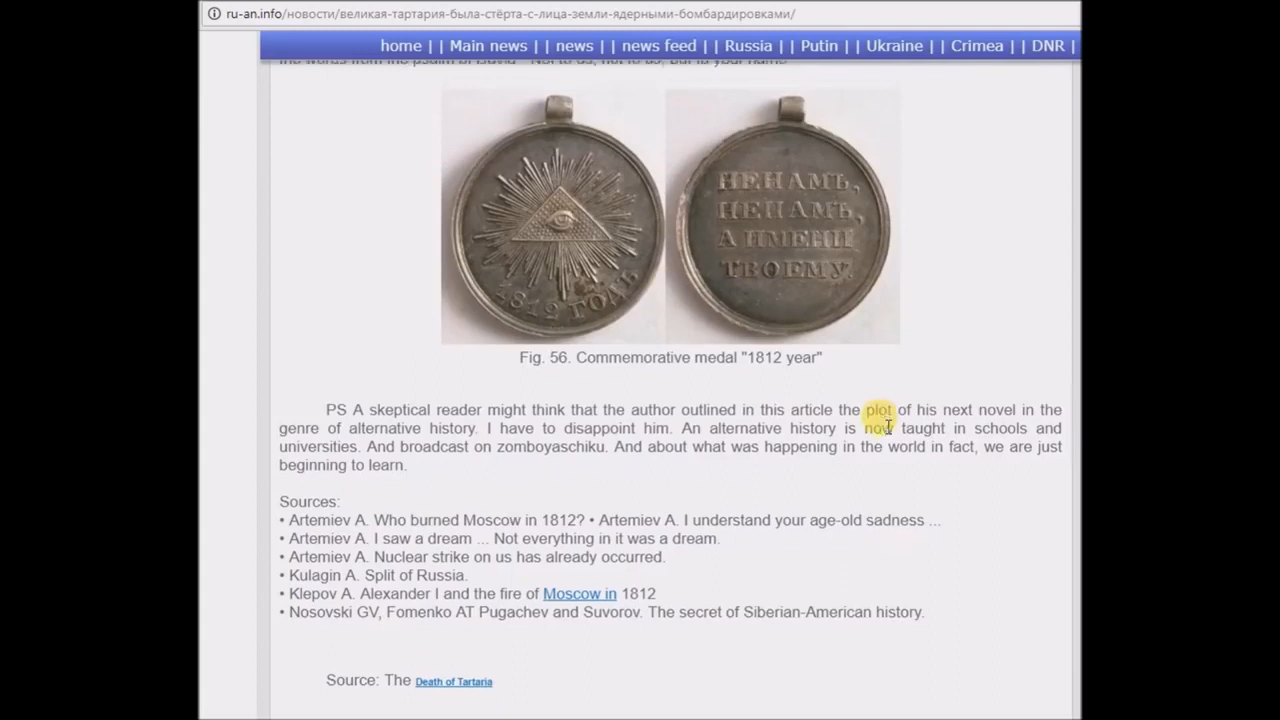 ru-an.info/новости/великая-тартария-была-стёрта-с-лица-земли-ядерными-бомбардировками/
home | | Main news | | news | | news feed | | Russia | | Putin | | Ukraine | | Crimea | | DNR |
1812 ГОДЪ
НЕНАМЪ,
НЕНАМЪ,
А ИМЕНИ
ТВОЕМУ.
Fig. 56. Commemorative medal "1812 year"
PS A skeptical reader might think that the author outlined in this article the plot of his next novel in the
genre of alternative history. I have to disappoint him. An alternative history is now taught in schools and
universities. And broadcast on zomboyaschiku. And about what was happening in the world in fact, we are just
beginning to learn.
Sources:
• Artemiev A. Who burned Moscow in 1812? • Artemiev A. I understand your age-old sadness ...
• Artemiev A. I saw a dream ... Not everything in it was a dream.
• Artemiev A. Nuclear strike on us has already occurred.
• Kulagin A. Split of Russia.
• Klepov A. Alexander I and the fire of Moscow in 1812
• Nosovski GV, Fomenko AT Pugachev and Suvorov. The secret of Siberian-American history.
Source: The Death of Tartaria